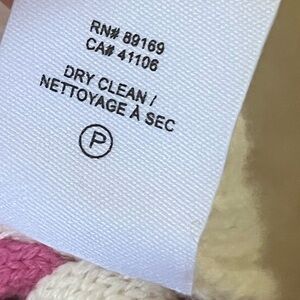 RN# 89169
CA# 41106
DRY CLEAN /
NETTOYAGE À SEC
P